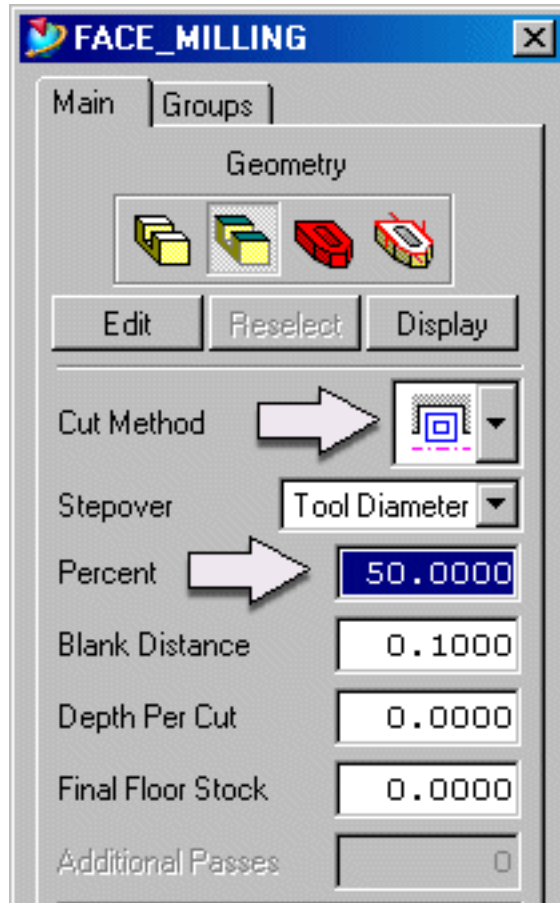 FACE_MILLING
Main Groups
Geometry
Edit Reselect Display
Cut Method
Stepover Tool Diameter
Percent 50.0000
Blank Distance 0.1000
Depth Per Cut 0.0000
Final Floor Stock 0.0000
Additional Passes 0